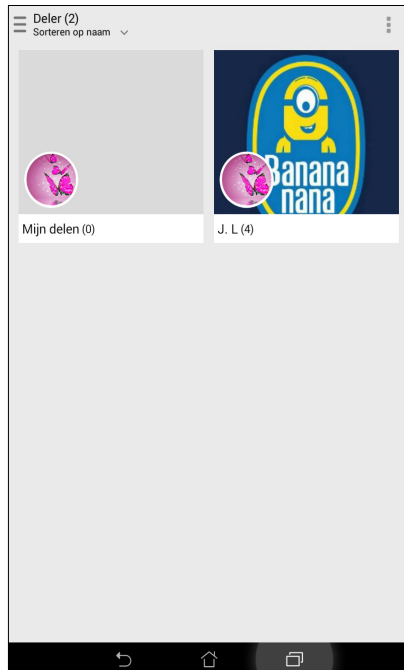 Deler (2)
Sorteren op naam
Banana
nana
Mijn delen (0)
J. L (4)